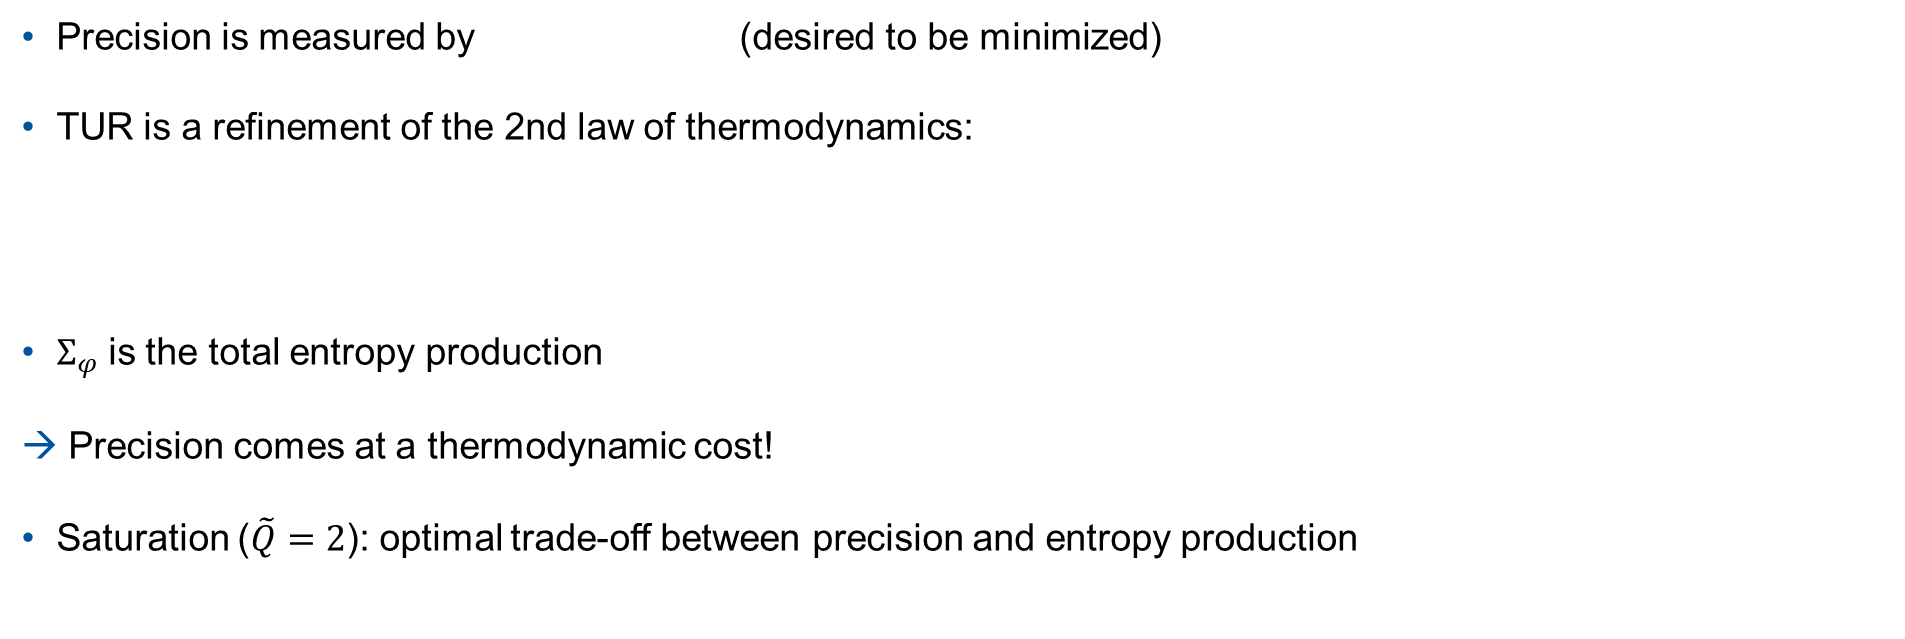 • Precision is measured by (desired to be minimized)
• TUR is a refinement of the 2nd law of thermodynamics:
• Σ_φ is the total entropy production
→ Precision comes at a thermodynamic cost!
• Saturation (Q̃ = 2): optimal trade-off between precision and entropy production